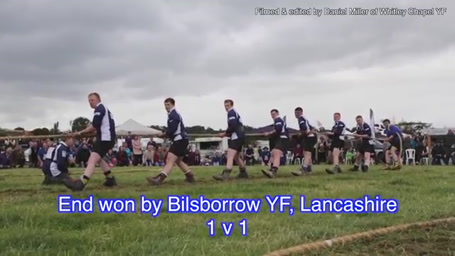 Filmed & edited by Daniel Miller of Whitley Chapel YF
End won by Bilsborrow YF, Lancashire
1 v 1